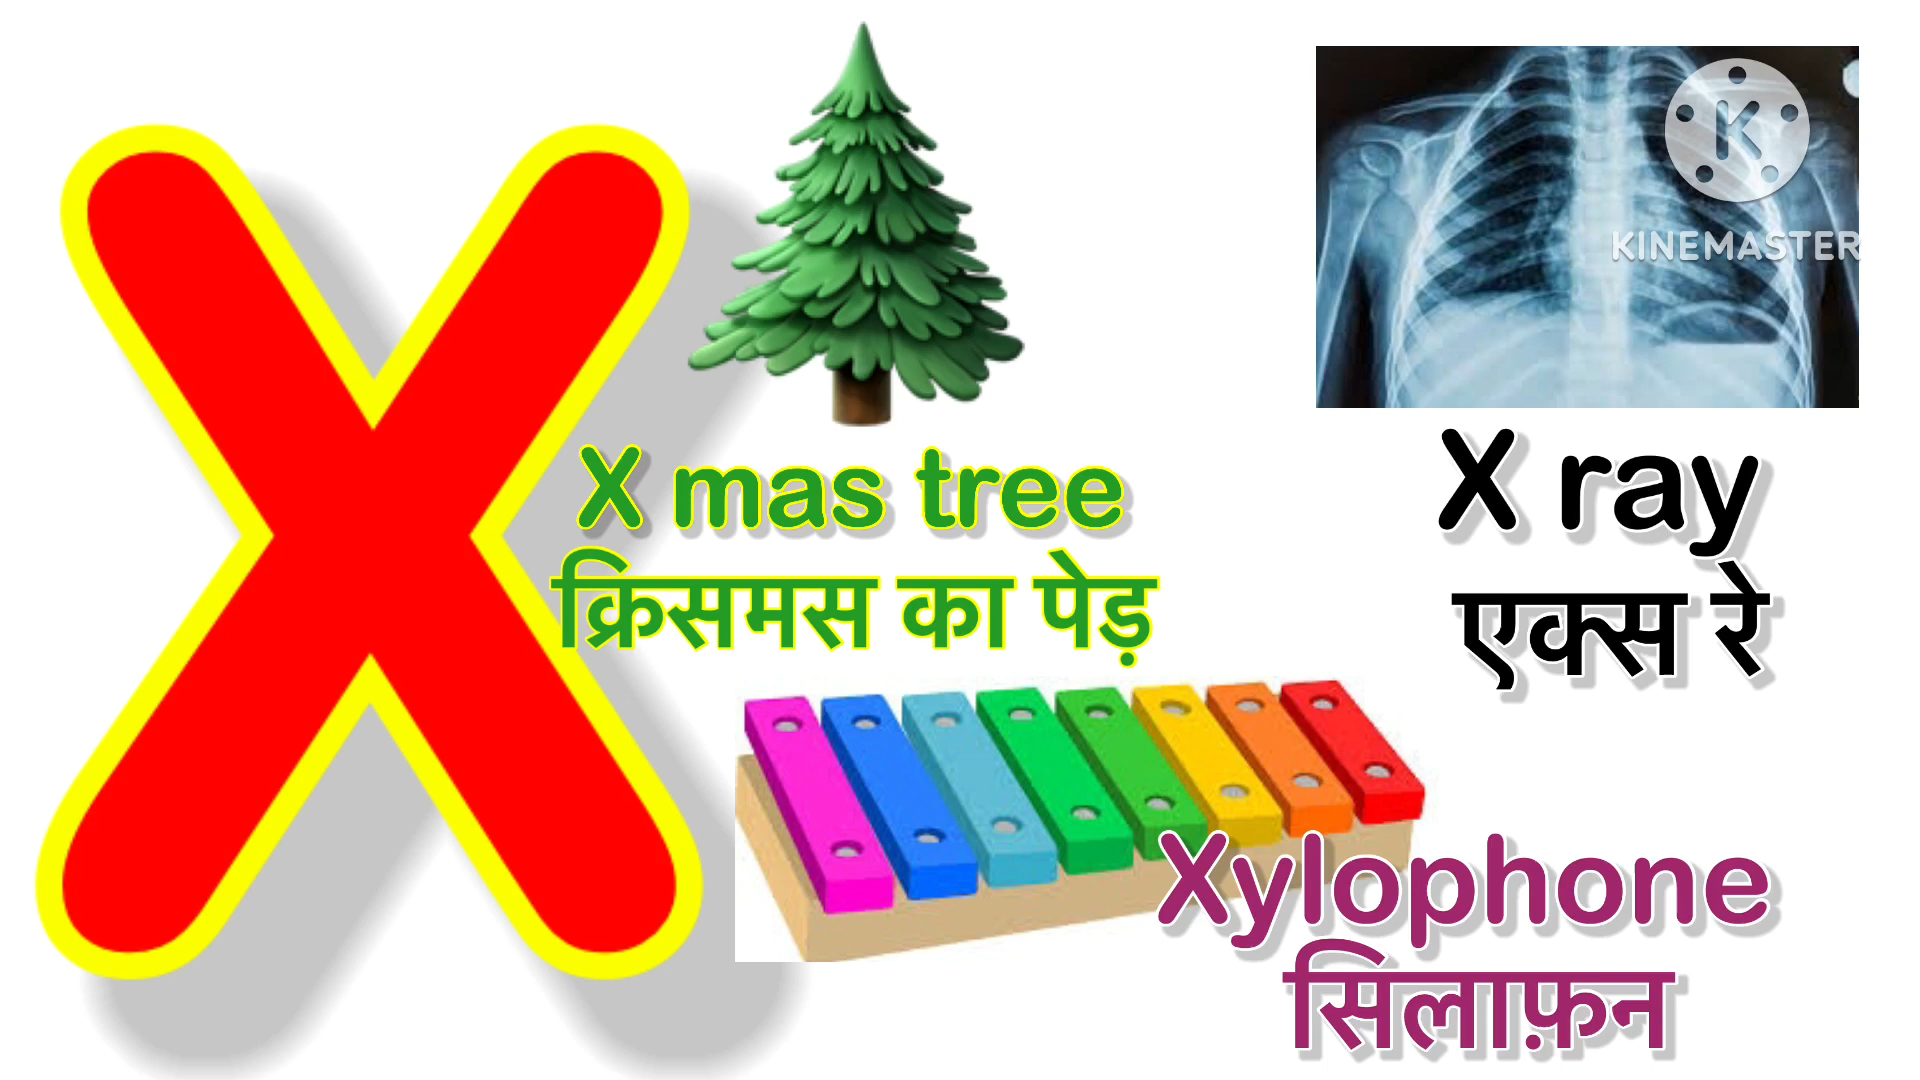 X
X mas tree
क्रिसमस का पेड़
K
KINEMASTER
X ray
एक्स रे
Xylophone
सिलाफ़न